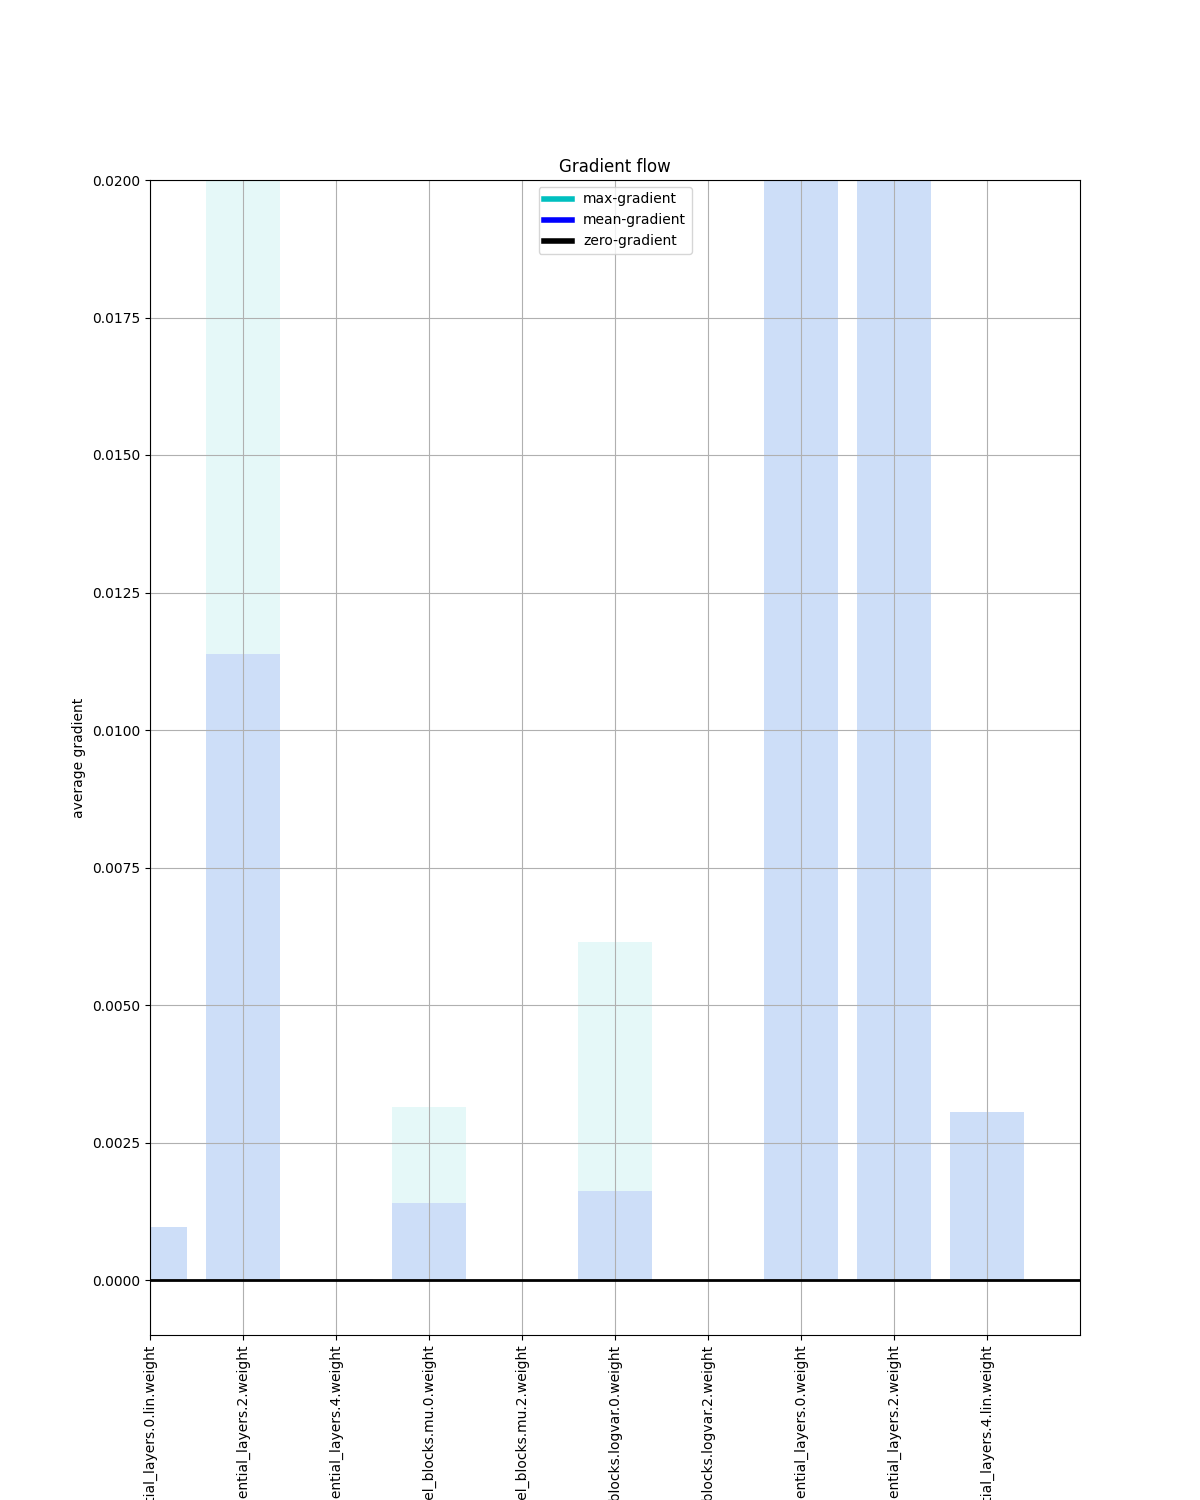 Gradient flow
max-gradient
mean-gradient
zero-gradient
0.0200
0.0175
0.0150
0.0125
0.0100
0.0075
0.0050
0.0025
0.0000
average gradient
tial_layers.0.lin.weight
ential_layers.2.weight
ential_layers.4.weight
el_blocks.mu.0.weight
el_blocks.mu.2.weight
blocks.logvar.0.weight
blocks.logvar.2.weight
ential_layers.0.weight
ential_layers.2.weight
tial_layers.4.lin.weight